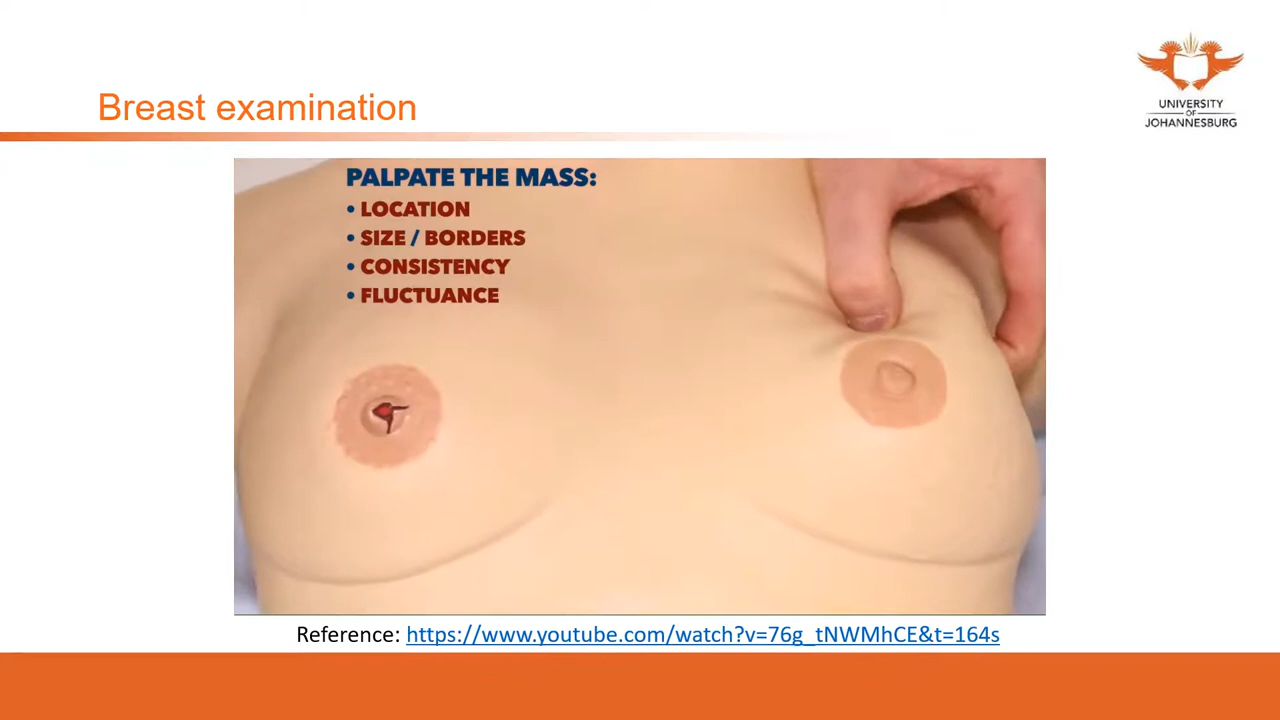 Breast examination
UNIVERSITY
OF
JOHANNESBURG
PALPATE THE MASS:
• LOCATION
• SIZE / BORDERS
• CONSISTENCY
• FLUCTUANCE
Reference: https://www.youtube.com/watch?v=76g_tNWMhCE&t=164s